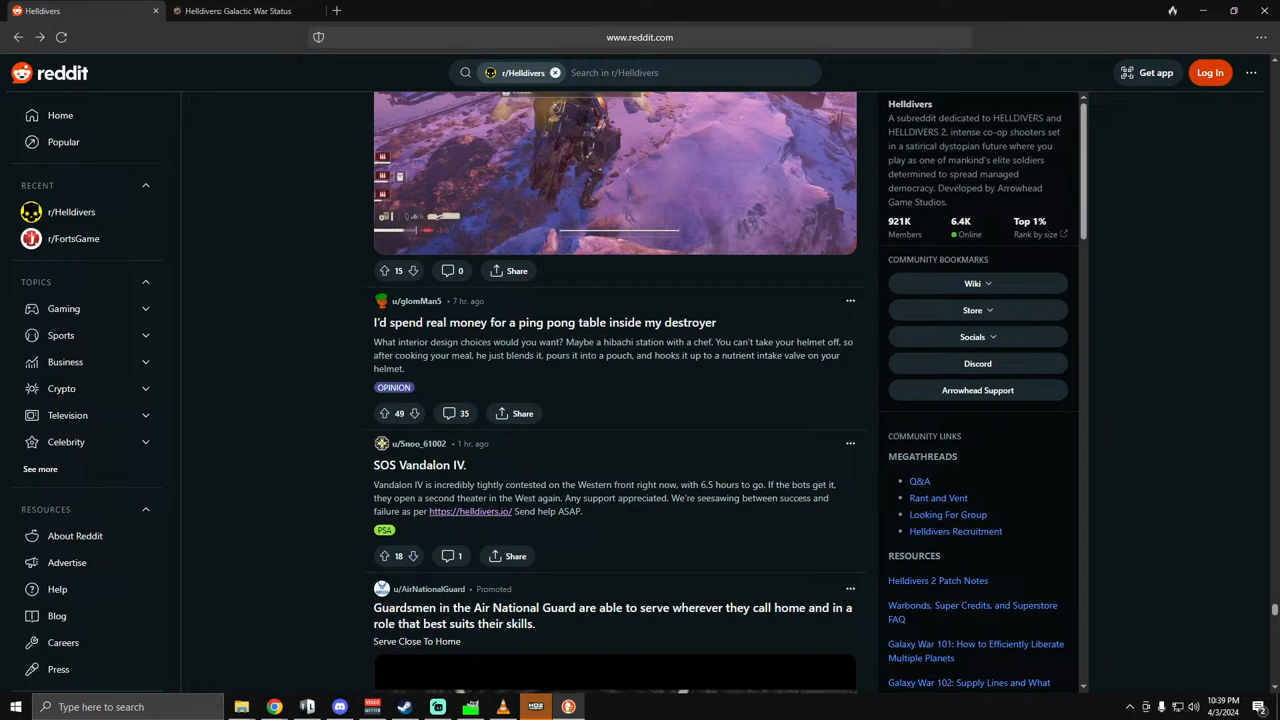 Helldivers
Helldivers: Galactic War Status
www.reddit.com
reddit
r/Helldivers
Search in r/Helldivers
Get app
Log In
Home
Popular
RECENT
r/Helldivers
r/FortsGame
TOPICS
Gaming
Sports
Business
Crypto
Television
Celebrity
See more
RESOURCES
About Reddit
Advertise
Help
Blog
Careers
Press
15
0
Share
u/glomMan5 • 7 hr. ago
I'd spend real money for a ping pong table inside my destroyer
What interior design choices would you want? Maybe a hibachi station with a chef. You can't take your helmet off, so
after cooking your meal, he just blends it, pours it into a pouch, and hooks it up to a nutrient intake valve on your
helmet.
OPINION
49
35
Share
u/Snoo_61002 • 1 hr. ago
SOS Vandalon IV.
Vandalon IV is incredibly tightly contested on the Western front right now, with 6.5 hours to go. If the bots get it,
they open a second theater in the West again. Any support appreciated. We're seesawing between success and
failure as per https://helldivers.io/ Send help ASAP.
PSA
18
1
Share
u/AirNationalGuard • Promoted
Guardsmen in the Air National Guard are able to serve wherever they call home and in a
role that best suits their skills.
Serve Close To Home
Helldivers
A subreddit dedicated to HELLDIVERS and
HELLDIVERS 2, intense co-op shooters set
in a satirical dystopian future where you
play as one of mankind's elite soldiers
determined to spread managed
democracy. Developed by Arrowhead
Game Studios.
921K
6.4K
Top 1%
Members
Online
Rank by size
COMMUNITY BOOKMARKS
Wiki
Store
Socials
Discord
Arrowhead Support
COMMUNITY LINKS
MEGATHREADS
Q&A
Rant and Vent
Looking For Group
Helldivers Recruitment
RESOURCES
Helldivers 2 Patch Notes
Warbonds, Super Credits, and Superstore
FAQ
Galaxy War 101: How to Efficiently Liberate
Multiple Planets
Galaxy War 102: Supply Lines and What
Type here to search
10:39 PM
4/3/2024